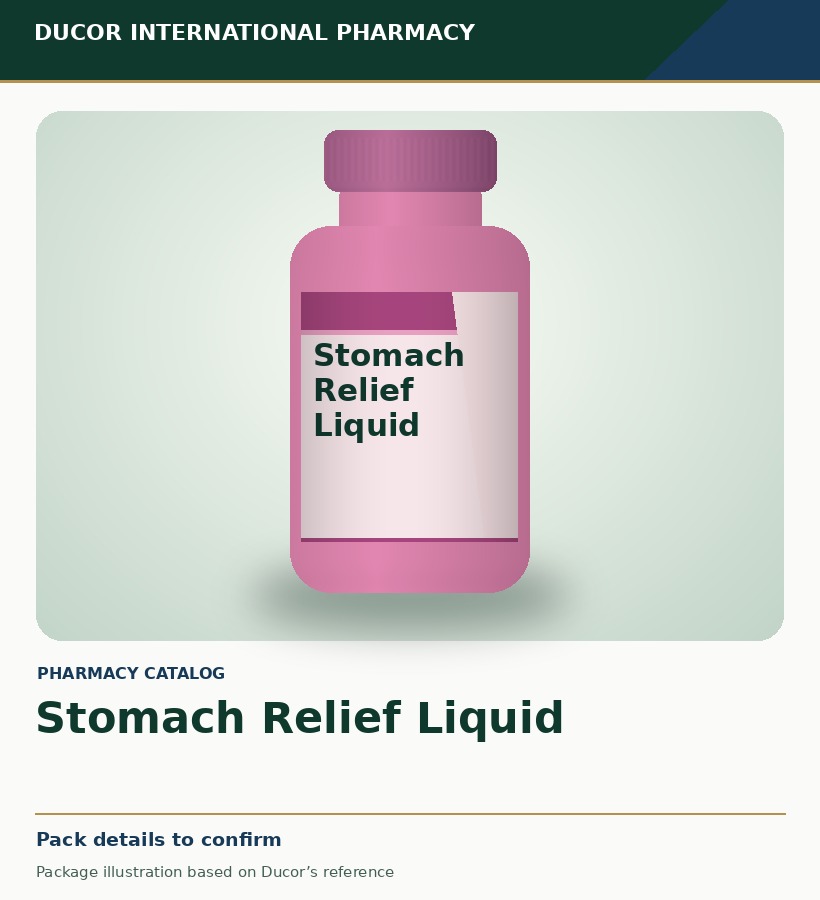 DUCOR INTERNATIONAL PHARMACY
Stomach
Relief
Liquid
PHARMACY CATALOG
Stomach Relief Liquid
Pack details to confirm
Package illustration based on Ducor’s reference